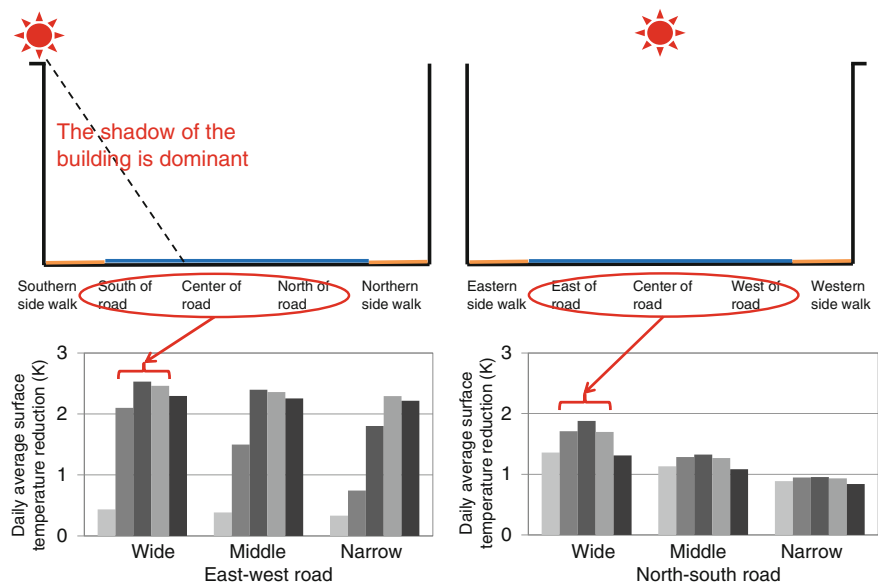 The shadow of the
building is dominant
Southern
side walk
South of
road
Center of
road
North of
road
Northern
side walk
Eastern
side walk
East of
road
Center of
road
West of
road
Western
side walk
Daily average surface
temperature reduction (K)
3
2
1
0
Wide
Middle
Narrow
East-west road
Daily average surface
temperature reduction (K)
3
2
1
0
Wide
Middle
Narrow
North-south road